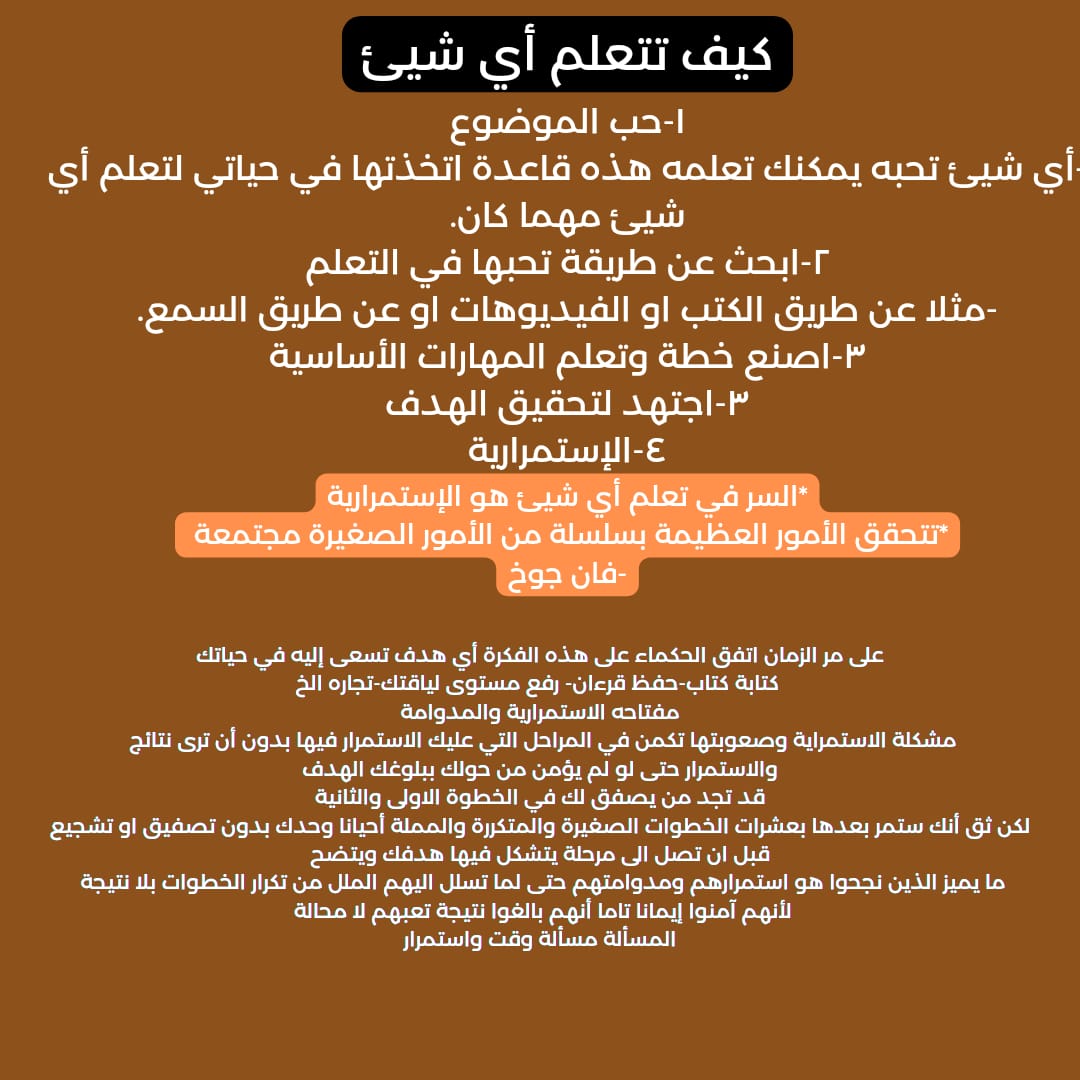 كيف تتعلم أي شيئ
١-حب الموضوع
-أي شيئ تحبه يمكنك تعلمه هذه قاعدة اتخذتها في حياتي لتعلم أي
شيئ مهما كان.
٢-ابحث عن طريقة تحبها في التعلم
-مثلا عن طريق الكتب او الفيديوهات او عن طريق السمع.
٣-اصنع خطة وتعلم المهارات الأساسية
٣-اجتهد لتحقيق الهدف
٤-الإستمرارية
*السر في تعلم أي شيئ هو الإستمرارية
*تتحقق الأمور العظيمة بسلسلة من الأمور الصغيرة مجتمعة
-فان جوخ
على مر الزمان اتفق الحكماء على هذه الفكرة أي هدف تسعى إليه في حياتك
كتابة كتاب-حفظ قرءان- رفع مستوى لياقتك-تجاره الخ
مفتاحه الاستمرارية والمدوامة
مشكلة الاستمراية وصعوبتها تكمن في المراحل التي عليك الاستمرار فيها بدون أن ترى نتائج
والاستمرار حتى لو لم يؤمن من حولك ببلوغك الهدف
قد تجد من يصفق لك في الخطوة الاولى والثانية
لكن ثق أنك ستمر بعدها بعشرات الخطوات الصغيرة والمتكررة والمملة أحيانا وحدك بدون تصفيق او تشجيع
قبل ان تصل الى مرحلة يتشكل فيها هدفك ويتضح
ما يميز الذين نجحوا هو استمرارهم ومدوامتهم حتى لما تسلل اليهم الملل من تكرار الخطوات بلا نتيجة
لأنهم آمنوا إيمانا تاما أنهم بالغوا نتيجة تعبهم لا محالة
المسألة مسألة وقت واستمرار